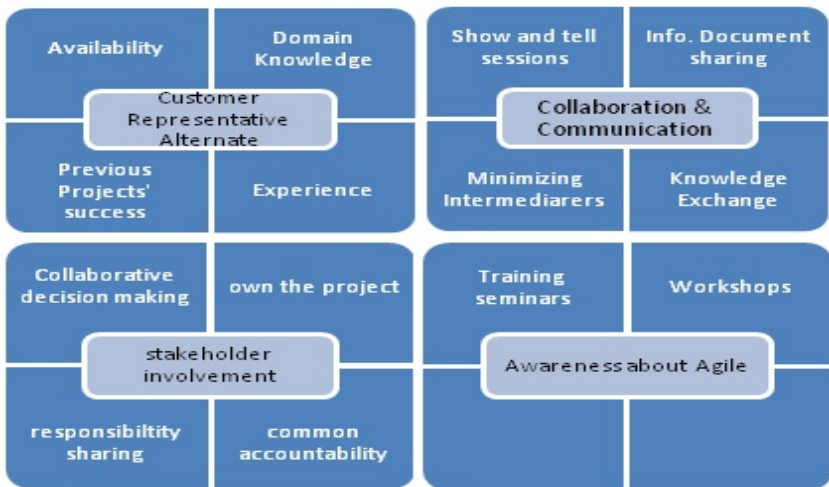 Availability
Domain
Knowledge
Customer
Representative
Alternate
Previous
Projects'
success
Experience
Show and tell
sessions
Info. Document
sharing
Collaboration &
Communication
Minimizing
Intermediarers
Knowledge
Exchange
Collaborative
decision making
own the project
stakeholder
involvement
responsibiltity
sharing
common
accountability
Training
seminars
Workshops
Awareness about Agile